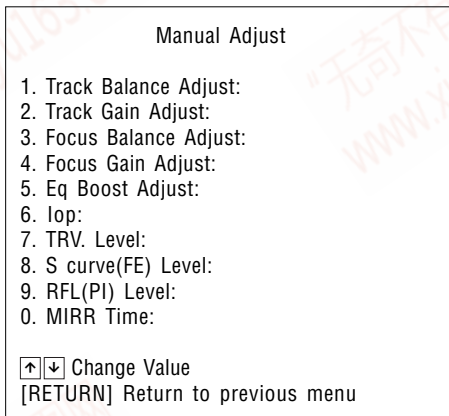 Manual Adjust
1. Track Balance Adjust:
2. Track Gain Adjust:
3. Focus Balance Adjust:
4. Focus Gain Adjust:
5. Eq Boost Adjust:
6. Iop:
7. TRV. Level:
8. S curve(FE) Level:
9. RFL(PI) Level:
0. MIRR Time:
↑↓ Change Value
[RETURN] Return to previous menu